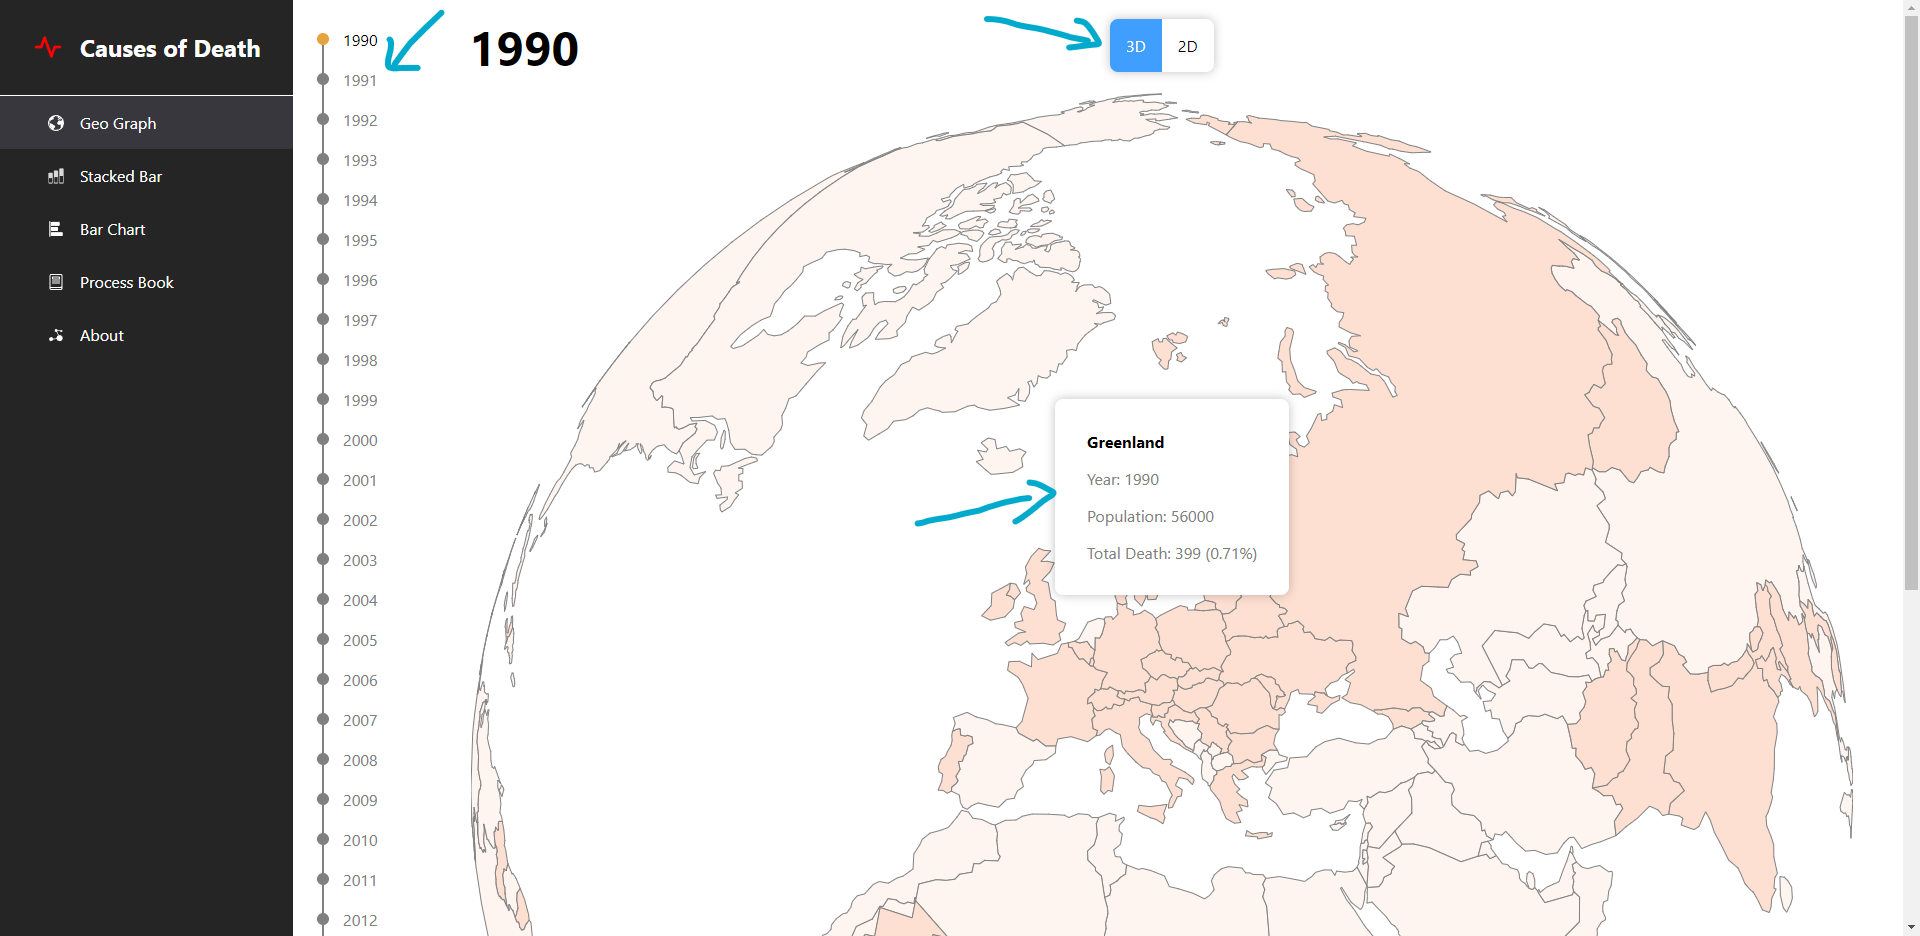 Causes of Death
Geo Graph
Stacked Bar
Bar Chart
Process Book
About
1990
1991
1992
1993
1994
1995
1996
1997
1998
1999
2000
2001
2002
2003
2004
2005
2006
2007
2008
2009
2010
2011
2012
1990
3D 2D
Greenland
Year: 1990
Population: 56000
Total Death: 399 (0.71%)